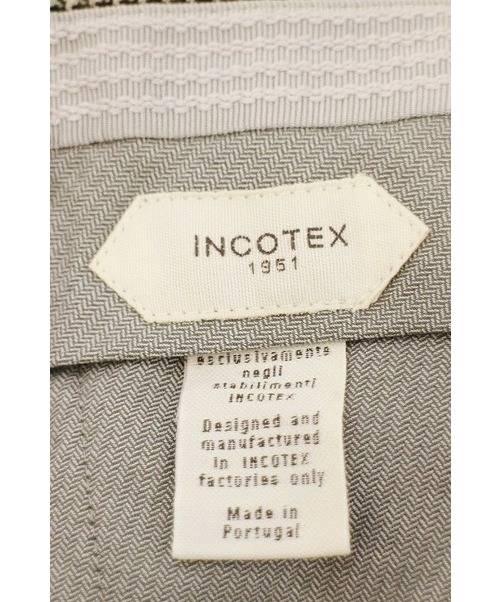 INCOTEX
1951
esclusivamente
negli
stabilimenti
INCOTEX
Designed and
manufactured
in INCOTEX
factories only
Made in
Portugal